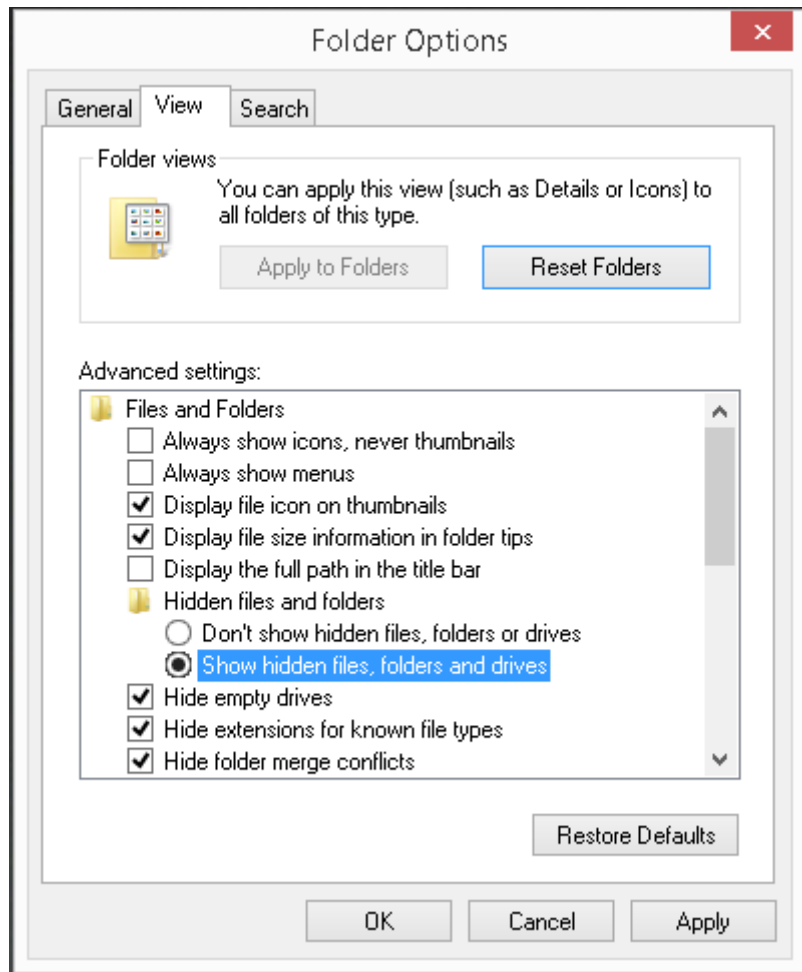 Folder Options
General View Search
Folder views
You can apply this view (such as Details or Icons) to
all folders of this type.
Apply to Folders Reset Folders
Advanced settings:
Files and Folders
Always show icons, never thumbnails
Always show menus
Display file icon on thumbnails
Display file size information in folder tips
Display the full path in the title bar
Hidden files and folders
Don't show hidden files, folders or drives
Show hidden files, folders and drives
Hide empty drives
Hide extensions for known file types
Hide folder merge conflicts
Restore Defaults
OK Cancel Apply